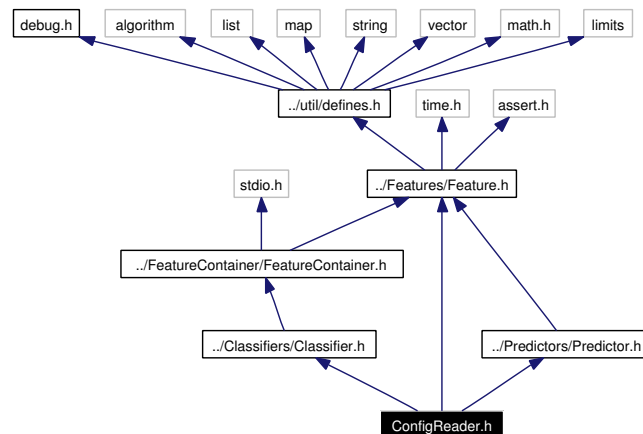 debug.h
algorithm
list
map
string
vector
math.h
limits
../util/defines.h
time.h
assert.h
stdio.h
../Features/Feature.h
../FeatureContainer/FeatureContainer.h
../Classifiers/Classifier.h
../Predictors/Predictor.h
ConfigReader.h